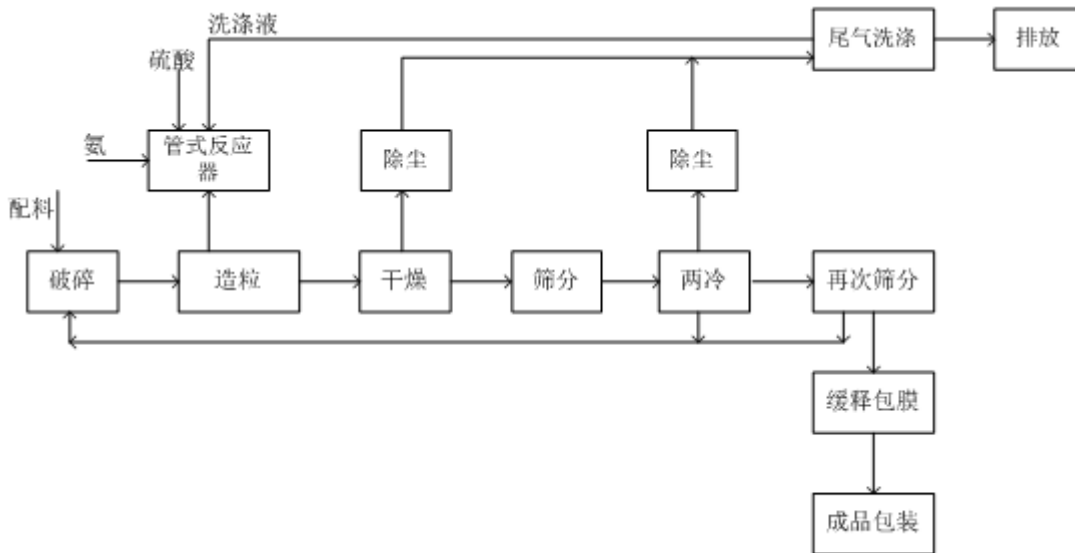 洗涤液
尾气洗涤
排放
硫酸
氨
管式反应
器
除尘
除尘
配料
破碎
造粒
干燥
筛分
两冷
再次筛分
缓释包膜
成品包装